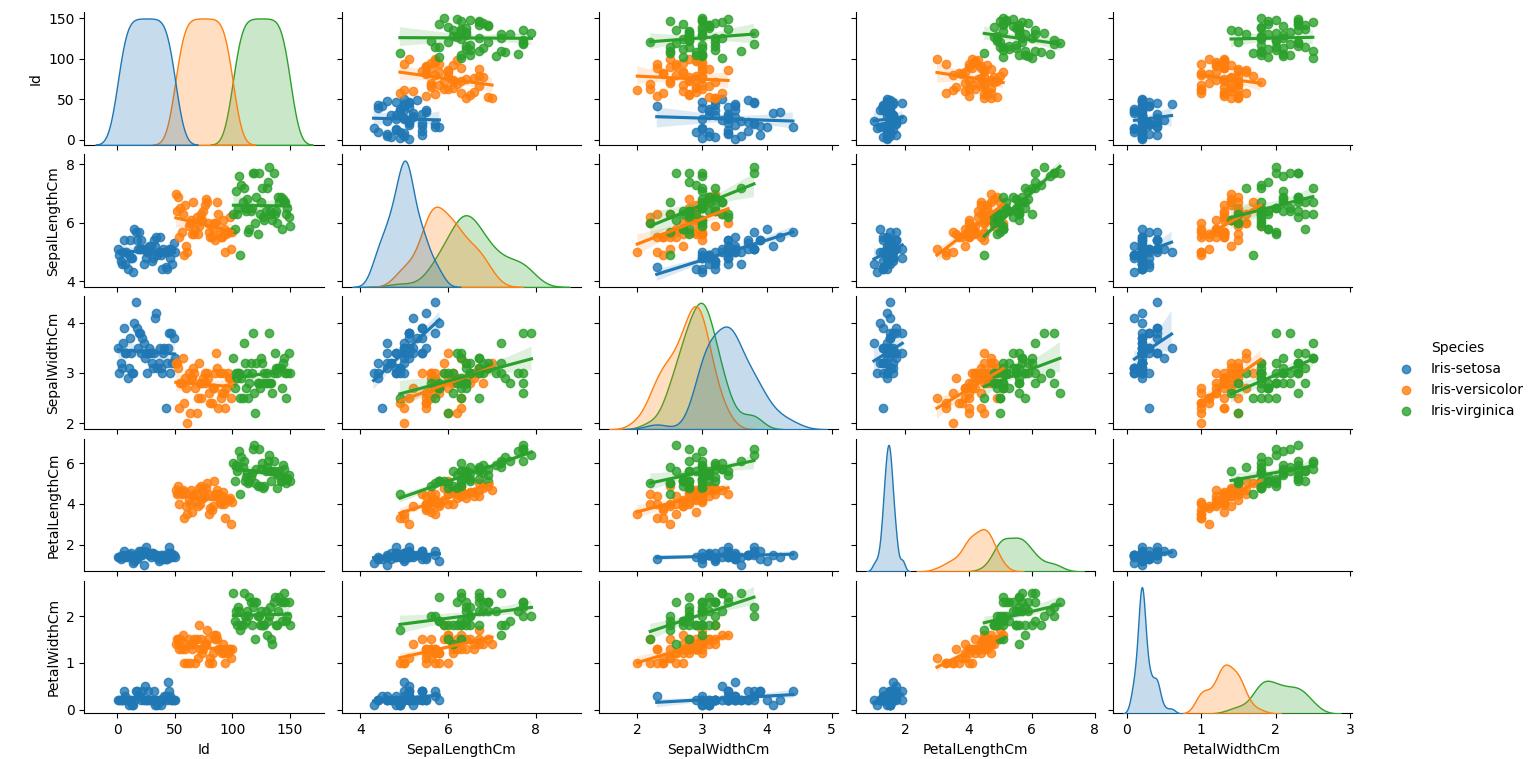 Id
150
100
50
0
SepalLengthCm
8
6
4
SepalWidthCm
4
3
2
PetalLengthCm
6
4
2
PetalWidthCm
2
1
0
0 50 100 150
Id
4 6 8
SepalLengthCm
2 3 4 5
SepalWidthCm
2 4 6 8
PetalLengthCm
0 1 2 3
PetalWidthCm
Species
Iris-setosa
Iris-versicolor
Iris-virginica